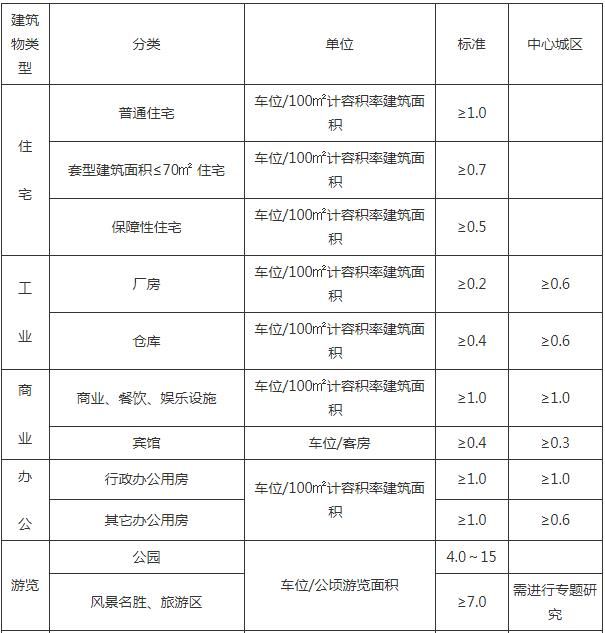 建筑
物类
型
分类
单位
标准
中心城区
住
宅
普通住宅
车位/100㎡计容积率建筑面
积
≥1.0
套型建筑面积≤70㎡ 住宅
车位/100㎡计容积率建筑面
积
≥0.7
保障性住宅
车位/100㎡计容积率建筑面
积
≥0.5
工
业
厂房
车位/100㎡计容积率建筑面
积
≥0.2
≥0.6
仓库
车位/100㎡计容积率建筑面
积
≥0.4
≥0.6
商
业
商业、餐饮、娱乐设施
车位/100㎡计容积率建筑面
积
≥1.0
≥1.0
宾馆
车位/客房
≥0.4
≥0.3
办
公
行政办公用房
车位/100㎡计容积率建筑面
积
≥1.0
≥1.0
其它办公用房
≥1.0
≥0.6
游览
公园
车位/公顷游览面积
4.0～15
风景名胜、旅游区
≥7.0
需进行专题研
究